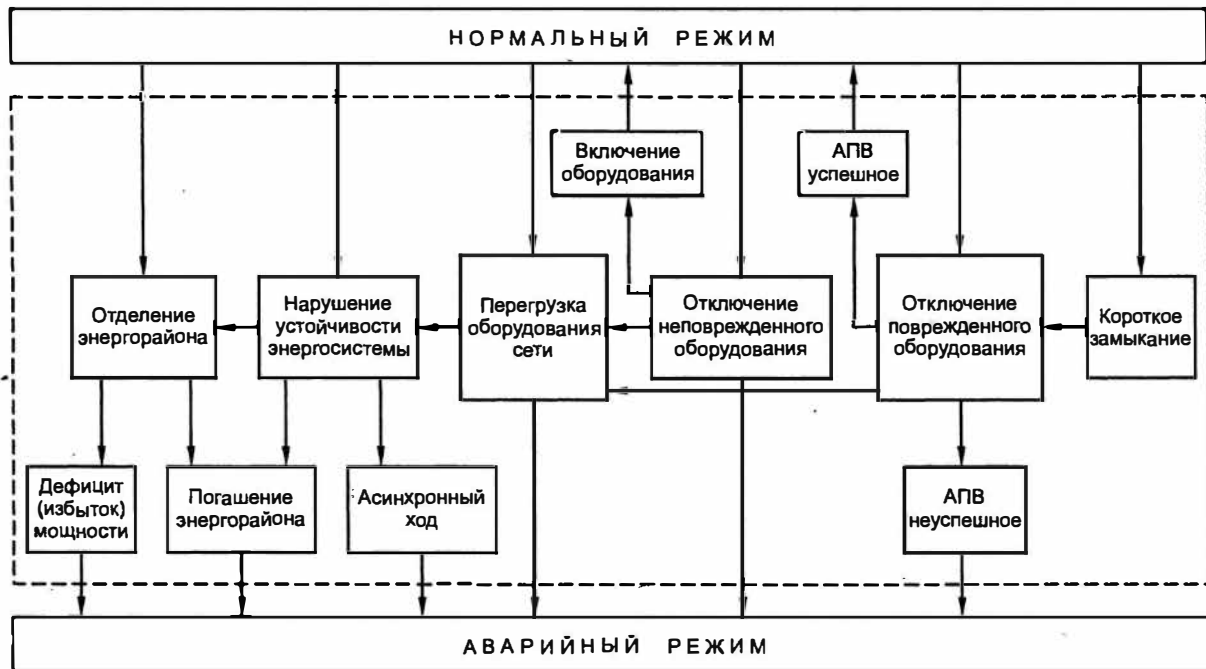 НОРМАЛЬНЫЙ РЕЖИМ
Включение
оборудования
АПВ
успешное
Отделение
энергорайона
Нарушение
устойчивости
энергосистемы
Перегрузка
оборудования
сети
Отключение
неповрежденного
оборудования
Отключение
поврежденного
оборудования
Короткое
замыкание
Дефицит
(избыток)
мощности
Погашение
энергорайона
Асинхронный
ход
АПВ
неуспешное
АВАРИЙНЫЙ РЕЖИМ